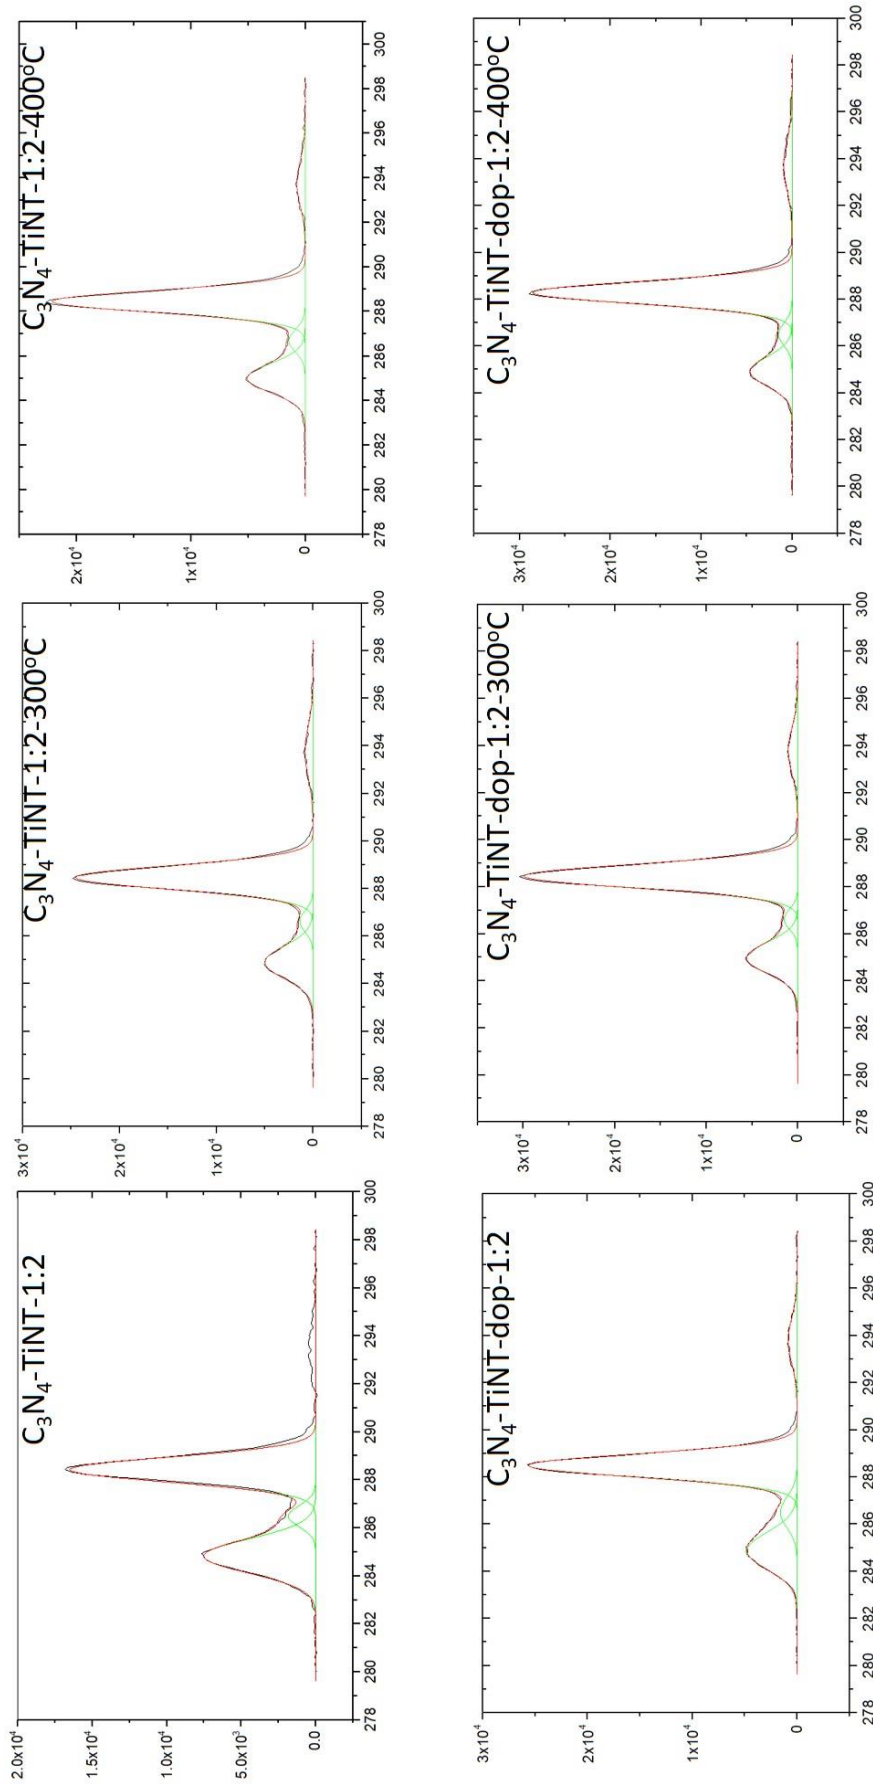 C₃N₄-TiNT-1:2
2.0x10⁴
1.5x10⁴
1.0x10⁴
5.0x10³
0.0
278 280 282 284 286 288 290 292 294 296 298 300
C₃N₄-TiNT-1:2-300ºC
3x10⁴
2x10⁴
1x10⁴
0
278 280 282 284 286 288 290 292 294 296 298 300
C₃N₄-TiNT-1:2-400ºC
2x10⁴
1x10⁴
0
278 280 282 284 286 288 290 292 294 296 298 300
C₃N₄-TiNT-dop-1:2
3x10⁴
2x10⁴
1x10⁴
0
278 280 282 284 286 288 290 292 294 296 298 300
C₃N₄-TiNT-dop-1:2-300ºC
3x10⁴
2x10⁴
1x10⁴
0
278 280 282 284 286 288 290 292 294 296 298 300
C₃N₄-TiNT-dop-1:2-400ºC
3x10⁴
2x10⁴
1x10⁴
0
278 280 282 284 286 288 290 292 294 296 298 300